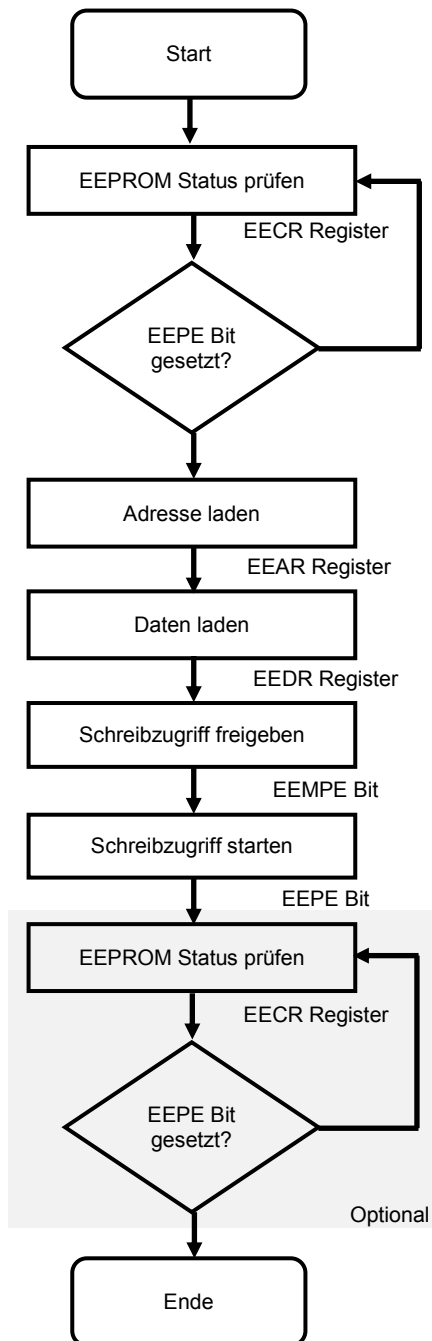 Start
EEPROM Status prüfen
EECR Register
EEPE Bit
gesetzt?
Adresse laden
EEAR Register
Daten laden
EEDR Register
Schreibzugriff freigeben
EEMPE Bit
Schreibzugriff starten
EEPE Bit
EEPROM Status prüfen
EECR Register
EEPE Bit
gesetzt?
Optional
Ende